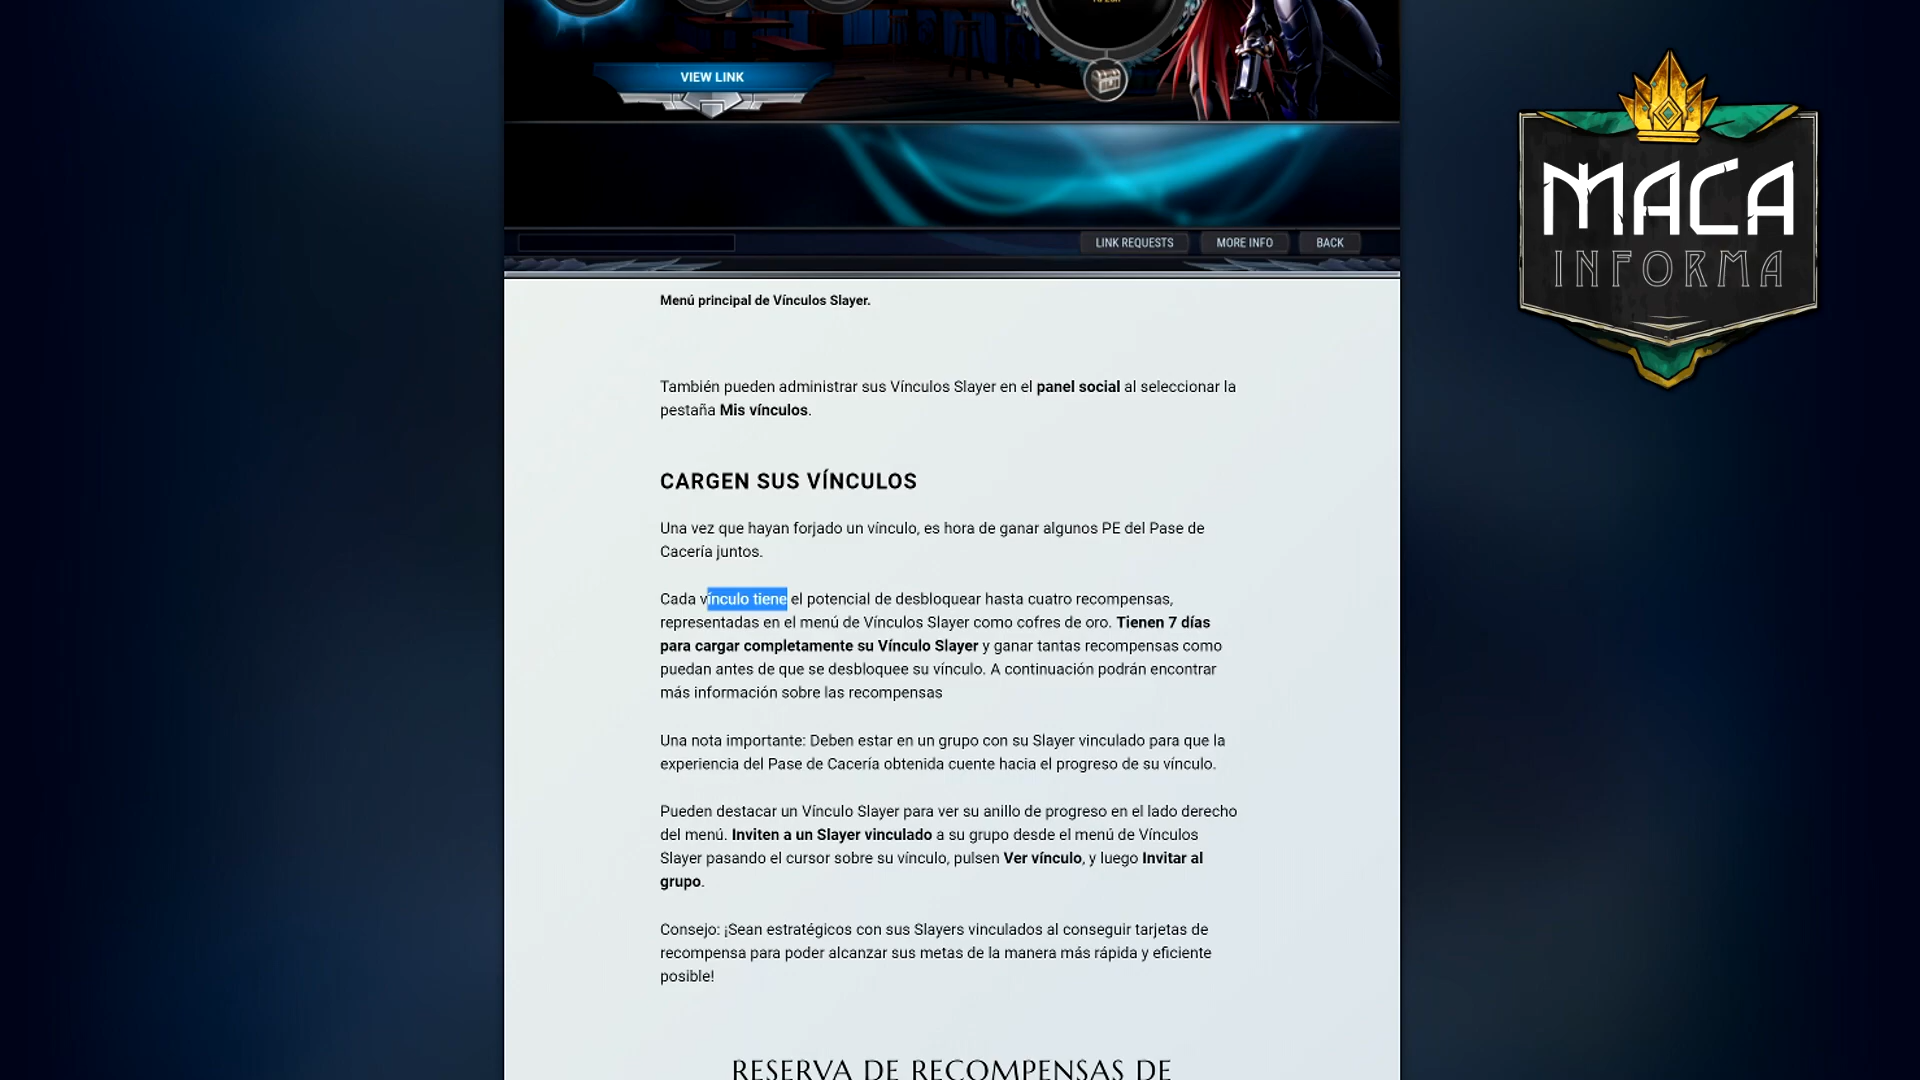 VIEW LINK
MACA
INFORMA
LINK REQUESTS
MORE INFO
BACK
Menú principal de Vínculos Slayer.
También pueden administrar sus Vínculos Slayer en el panel social al seleccionar la
pestaña Mis vínculos.
CARGEN SUS VÍNCULOS
Una vez que hayan forjado un vínculo, es hora de ganar algunos PE del Pase de
Cacería juntos.
Cada vínculo tiene el potencial de desbloquear hasta cuatro recompensas,
representadas en el menú de Vínculos Slayer como cofres de oro. Tienen 7 días
para cargar completamente su Vínculo Slayer y ganar tantas recompensas como
puedan antes de que se desbloquee su vínculo. A continuación podrán encontrar
más información sobre las recompensas
Una nota importante: Deben estar en un grupo con su Slayer vinculado para que la
experiencia del Pase de Cacería obtenida cuente hacia el progreso de su vínculo.
Pueden destacar un Vínculo Slayer para ver su anillo de progreso en el lado derecho
del menú. Inviten a un Slayer vinculado a su grupo desde el menú de Vínculos
Slayer pasando el cursor sobre su vínculo, pulsen Ver vínculo, y luego Invitar al
grupo.
Consejo: ¡Sean estratégicos con sus Slayers vinculados al conseguir tarjetas de
recompensa para poder alcanzar sus metas de la manera más rápida y eficiente
posible!
RESERVA DE RECOMPENSAS DE